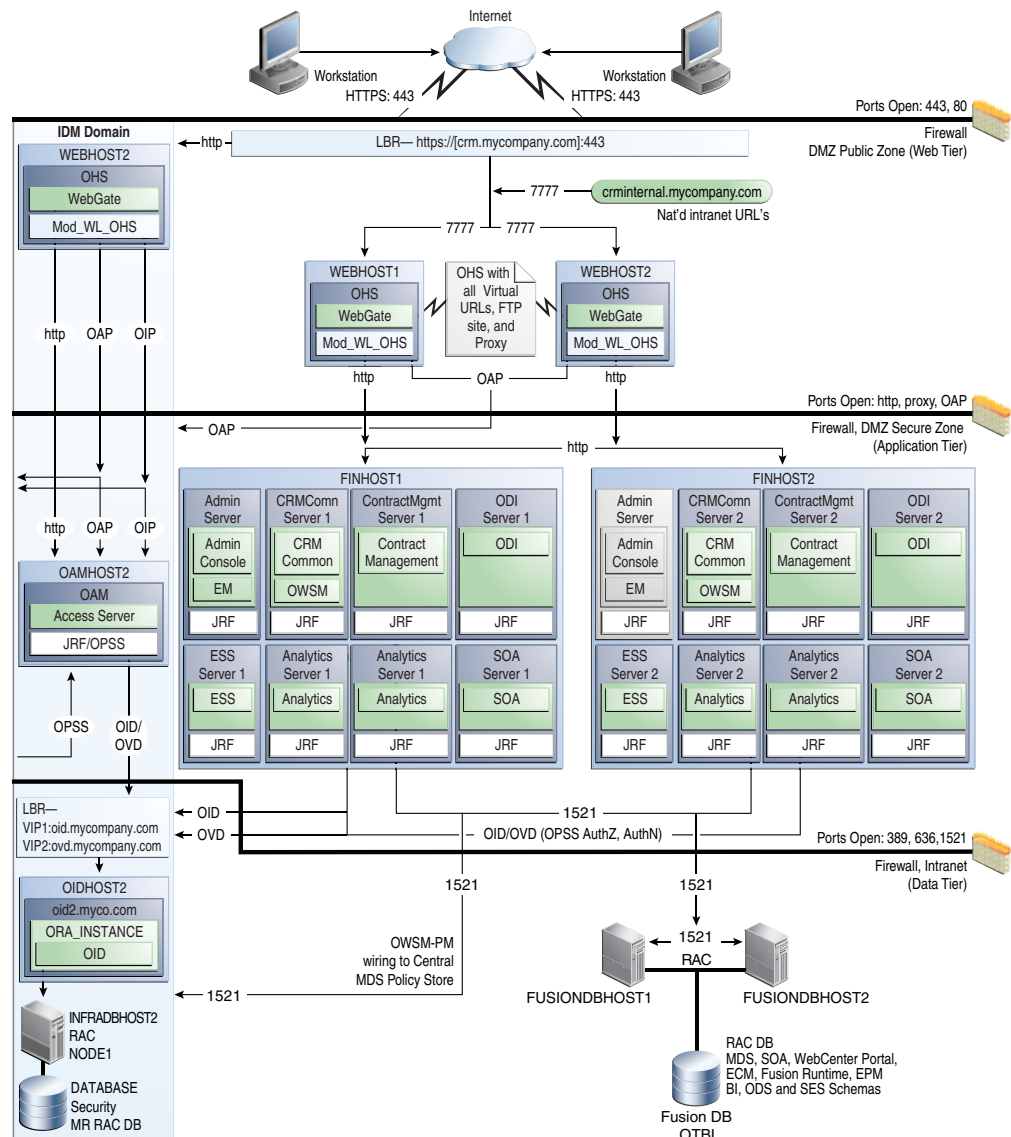 Internet
Workstation
HTTPS: 443
Workstation
HTTPS: 443
Ports Open: 443, 80
Firewall
DMZ Public Zone (Web Tier)
IDM Domain
WEBHOST2
OHS
WebGate
Mod_WL_OHS
http
LBR— https://[crm.mycompany.com]:443
7777
crminternal.mycompany.com
Nat'd intranet URL's
7777
7777
WEBHOST1
OHS
WebGate
Mod_WL_OHS
OHS with
all Virtual
URLs, FTP
site, and
Proxy
WEBHOST2
OHS
WebGate
Mod_WL_OHS
http
OAP
OIP
http
OAP
http
Ports Open: http, proxy, OAP
Firewall, DMZ Secure Zone
(Application Tier)
OAP
http
http
OAP
OIP
OAMHOST2
OAM
Access Server
JRF/OPSS
OPSS
OID/
OVD
FINHOST1
Admin
Server
Admin
Console
EM
JRF
CRMComn
Server 1
CRM
Common
OWSM
JRF
ContractMgmt
Server 1
Contract
Management
JRF
ODI
Server 1
ODI
JRF
ESS
Server 1
ESS
JRF
Analytics
Server 1
Analytics
JRF
Analytics
Server 1
Analytics
JRF
SOA
Server 1
SOA
JRF
FINHOST2
Admin
Server
Admin
Console
EM
JRF
CRMComn
Server 2
CRM
Common
OWSM
JRF
ContractMgmt
Server 2
Contract
Management
JRF
ODI
Server 2
ODI
JRF
ESS
Server 2
ESS
JRF
Analytics
Server 2
Analytics
JRF
Analytics
Server 2
Analytics
JRF
SOA
Server 2
SOA
JRF
LBR—
VIP1:oid.mycompany.com
VIP2:ovd.mycompany.com
OID
OVD
1521
OID/OVD (OPSS AuthZ, AuthN)
Ports Open: 389, 636,1521
Firewall, Intranet
(Data Tier)
OIDHOST2
oid2.myco.com
ORA_INSTANCE
OID
1521
OWSM-PM
wiring to Central
MDS Policy Store
1521
1521
1521
RAC
FUSIONDBHOST1
FUSIONDBHOST2
INFRADBHOST2
RAC
NODE1
DATABASE
Security
MR RAC DB
RAC DB
MDS, SOA, WebCenter Portal,
ECM, Fusion Runtime, EPM
BI, ODS and SES Schemas
Fusion DB
OTBI